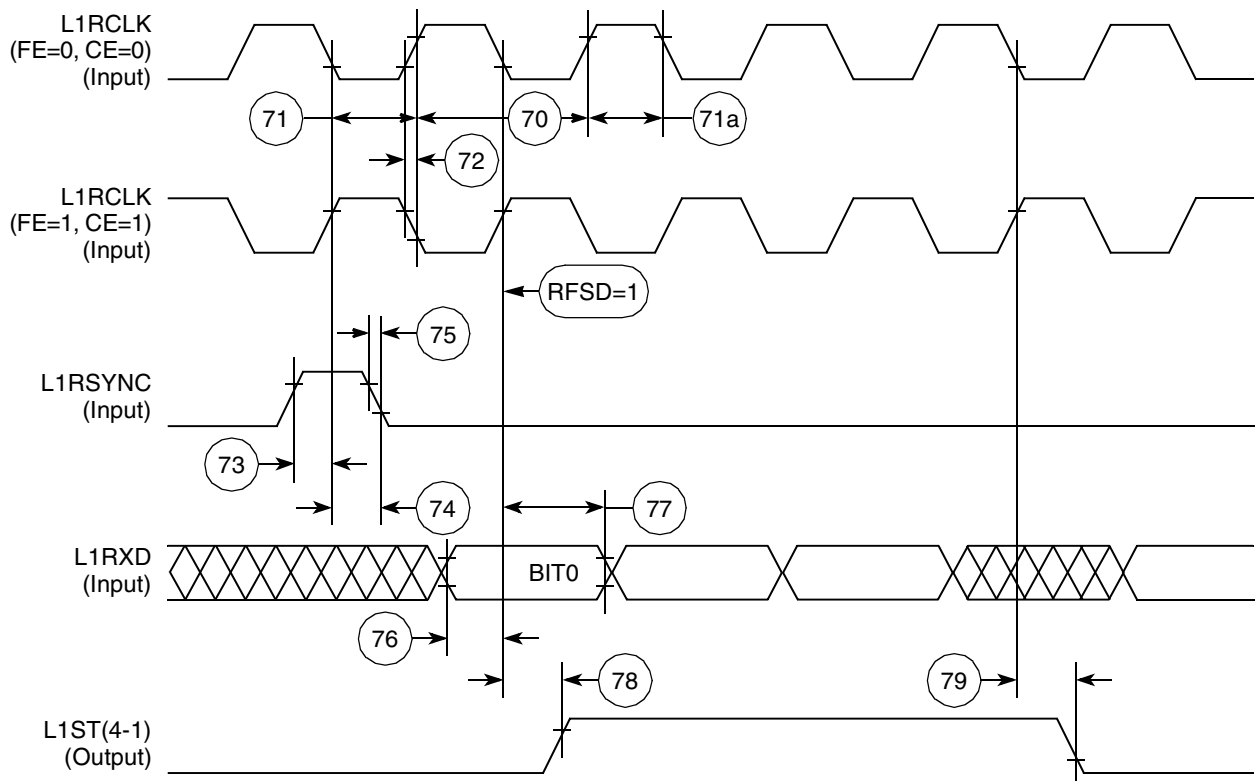 L1RCLK
(FE=0, CE=0)
(Input)
71
70
71a
72
L1RCLK
(FE=1, CE=1)
(Input)
RFSD=1
75
L1RSYNC
(Input)
73
74
77
L1RXD
(Input)
BIT0
76
78
79
L1ST(4-1)
(Output)